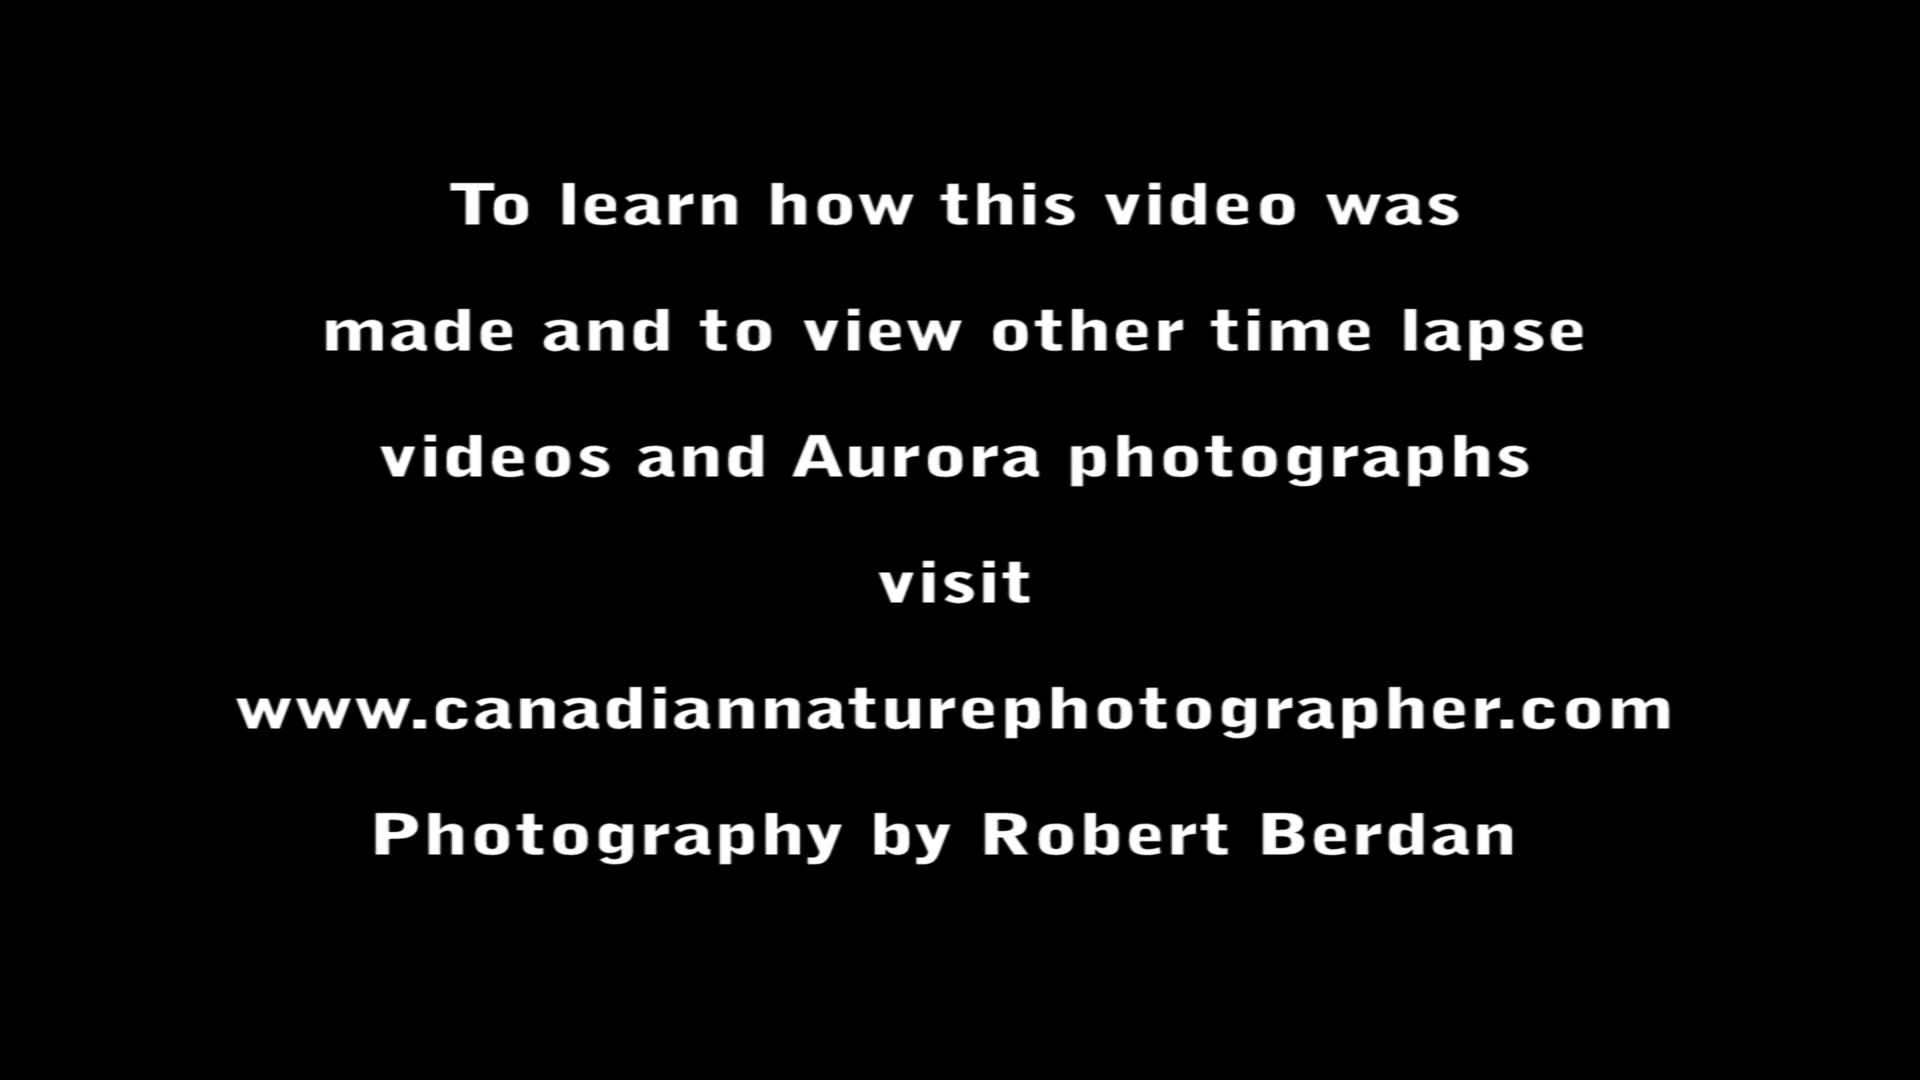 To learn how this video was
made and to view other time lapse
videos and Aurora photographs
visit
www.canadiannaturephotographer.com
Photography by Robert Berdan